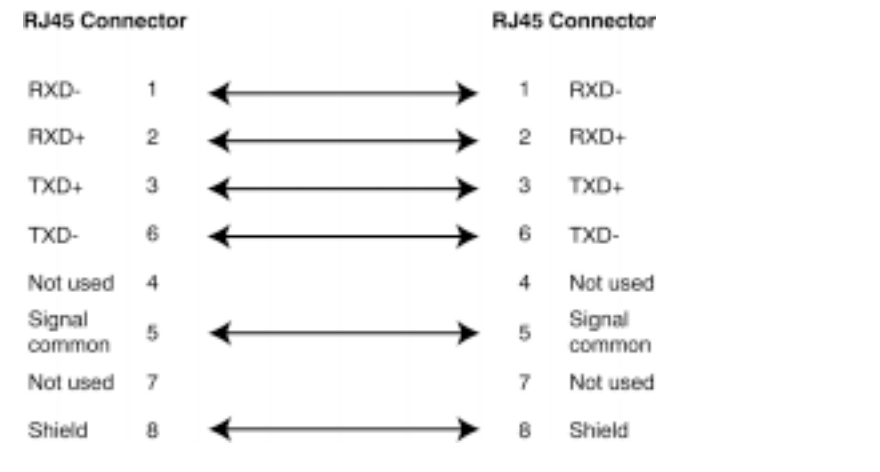 RJ45 Connector RJ45 Connector
RXD- 1 1 RXD-
RXD+ 2 2 RXD+
TXD+ 3 3 TXD+
TXD- 6 6 TXD-
Not used 4 4 Not used
Signal common 5 5 Signal common
Not used 7 7 Not used
Shield 8 8 Shield